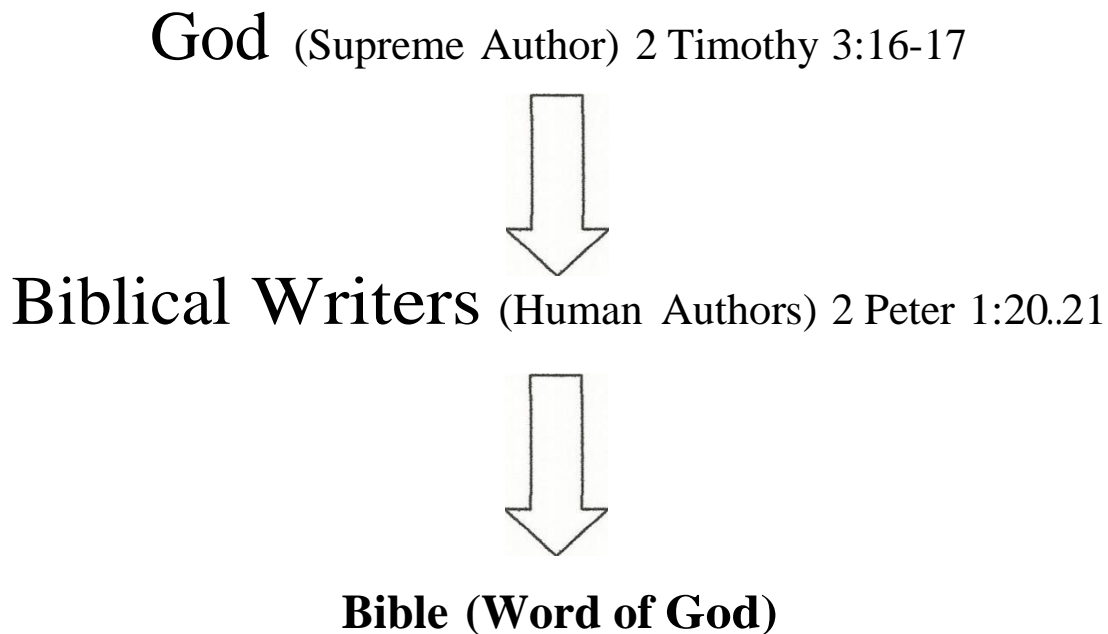 God (Supreme Author) 2 Timothy 3:16-17
Biblical Writers (Human Authors) 2 Peter 1:20..21
Bible (Word of God)